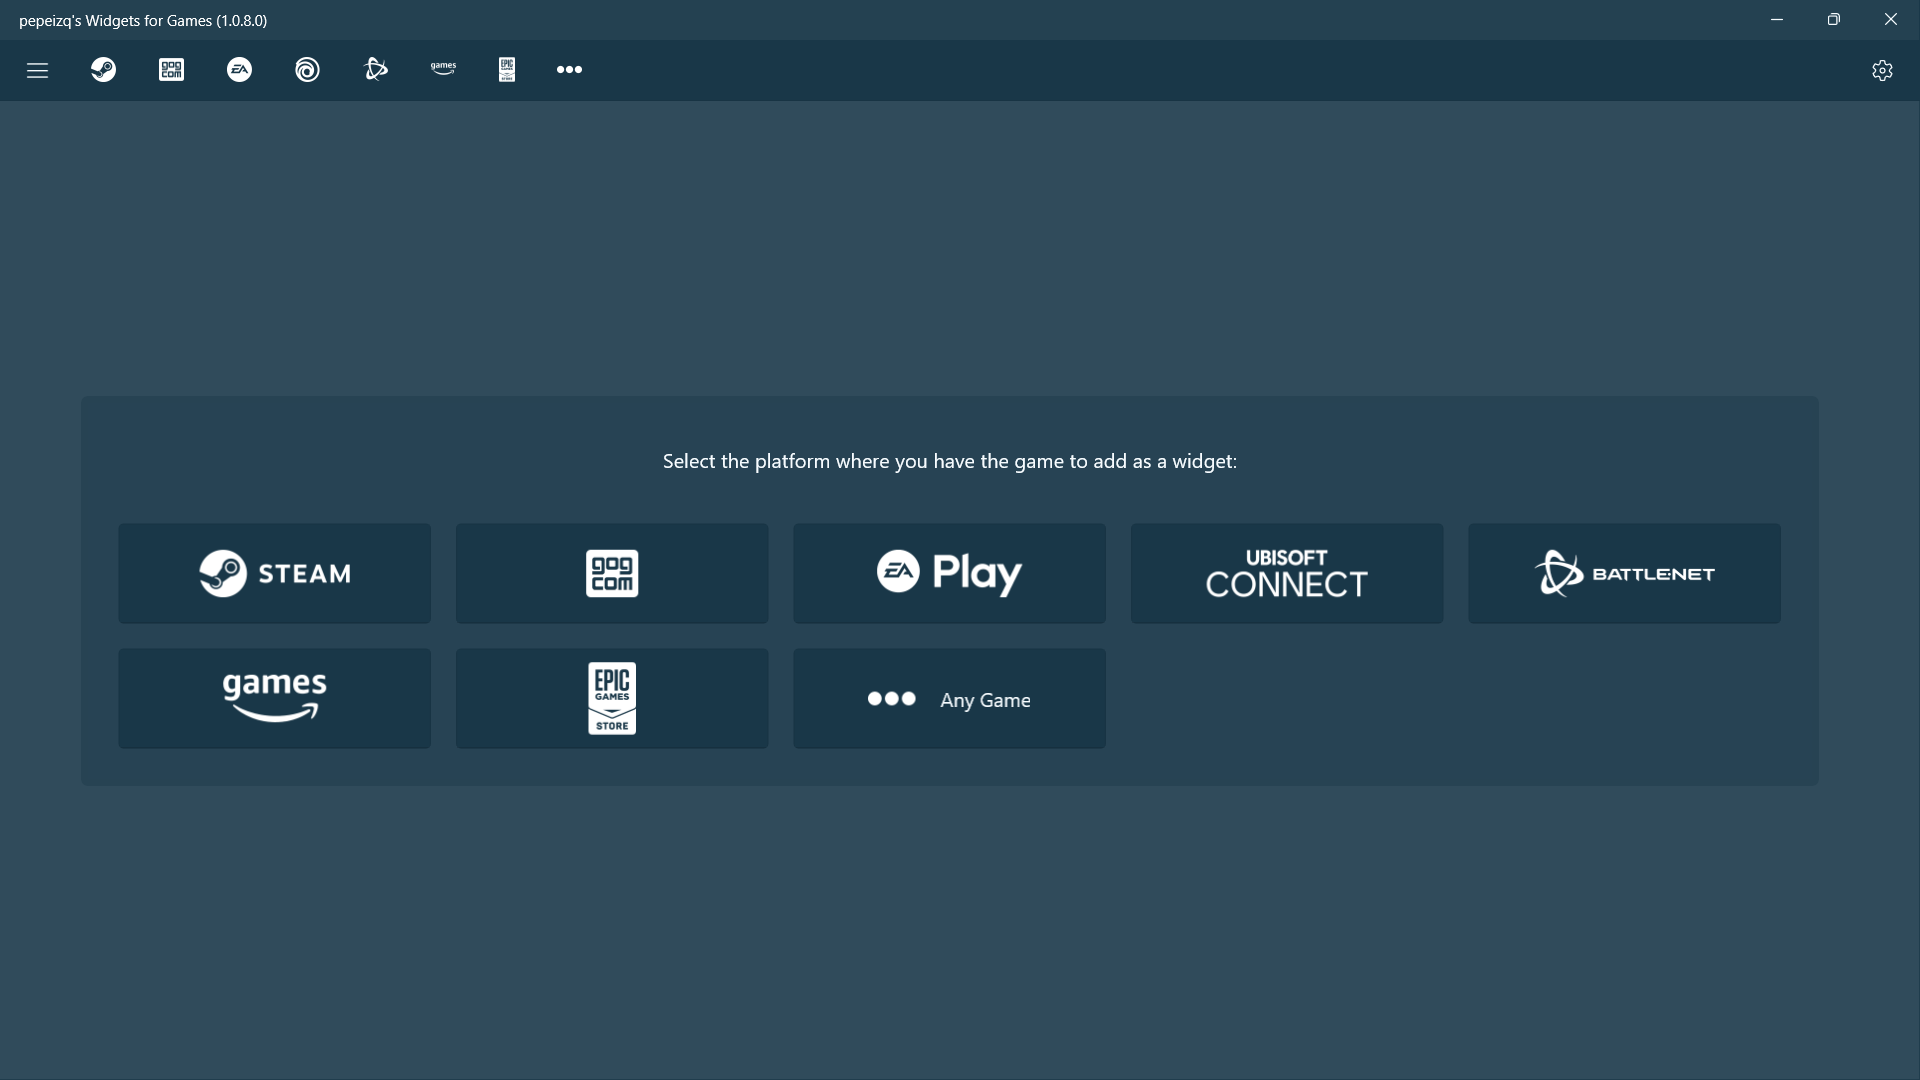 pepeizq's Widgets for Games (1.0.8.0)
gog
com
EA
games
EPIC
GAMES
STORE
Select the platform where you have the game to add as a widget:
STEAM
gog
com
EA Play
UBISOFT
CONNECT
BATTLE.NET
games
EPIC
GAMES
STORE
Any Game